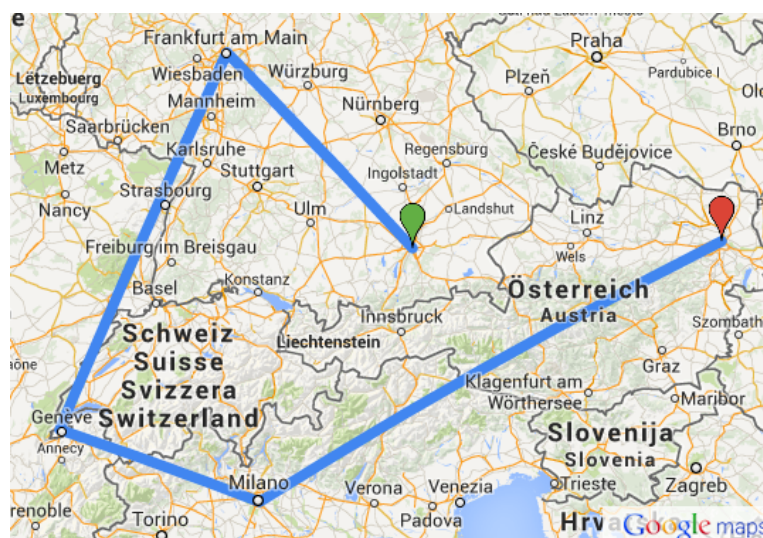 e
Frankfurt am Main
Wiesbaden
Würzburg
Praha
Plzeň
Pardubice I
Lëtzebuerg
Luxembourg
Mannheim
Nürnberg
Saarbrücken
Brno
Metz
Karlsruhe
Regensburg
České Budějovice
Stuttgart
Ingolstadt
Nancy
Strasbourg
Ulm
Landshut
Linz
Freiburg im Breisgau
Wels
Basel
Konstanz
Österreich
Austria
Innsbruck
Liechtenstein
Schweiz
Suisse
Svizzera
Switzerland
Szombath
Graz
Klagenfurt am
Wörthersee
Maribor
Genève
Annecy
Slovenija
Slovenia
Milano
Verona
Venezia
Padova
Trieste
Zagreb
Torino
renoble
Google maps